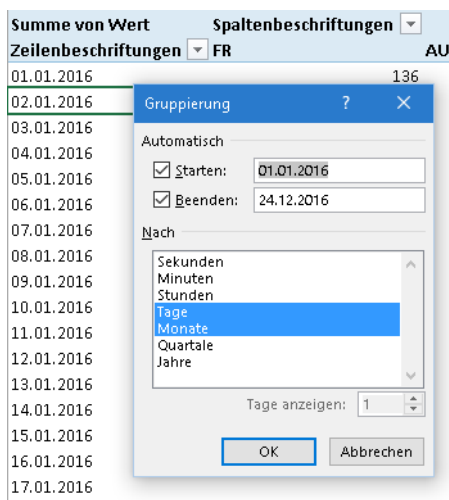 Summe von Wert Spaltenbeschriftungen
Zeilenbeschriftungen FR AU
01.01.2016 136
02.01.2016
03.01.2016
04.01.2016
05.01.2016
06.01.2016
07.01.2016
08.01.2016
09.01.2016
10.01.2016
11.01.2016
12.01.2016
13.01.2016
14.01.2016
15.01.2016
16.01.2016
17.01.2016
Gruppierung ?
Automatisch
Starten: 01.01.2016
Beenden: 24.12.2016
Nach
Sekunden
Minuten
Stunden
Tage
Monate
Quartale
Jahre
Tage anzeigen: 1
OK Abbrechen